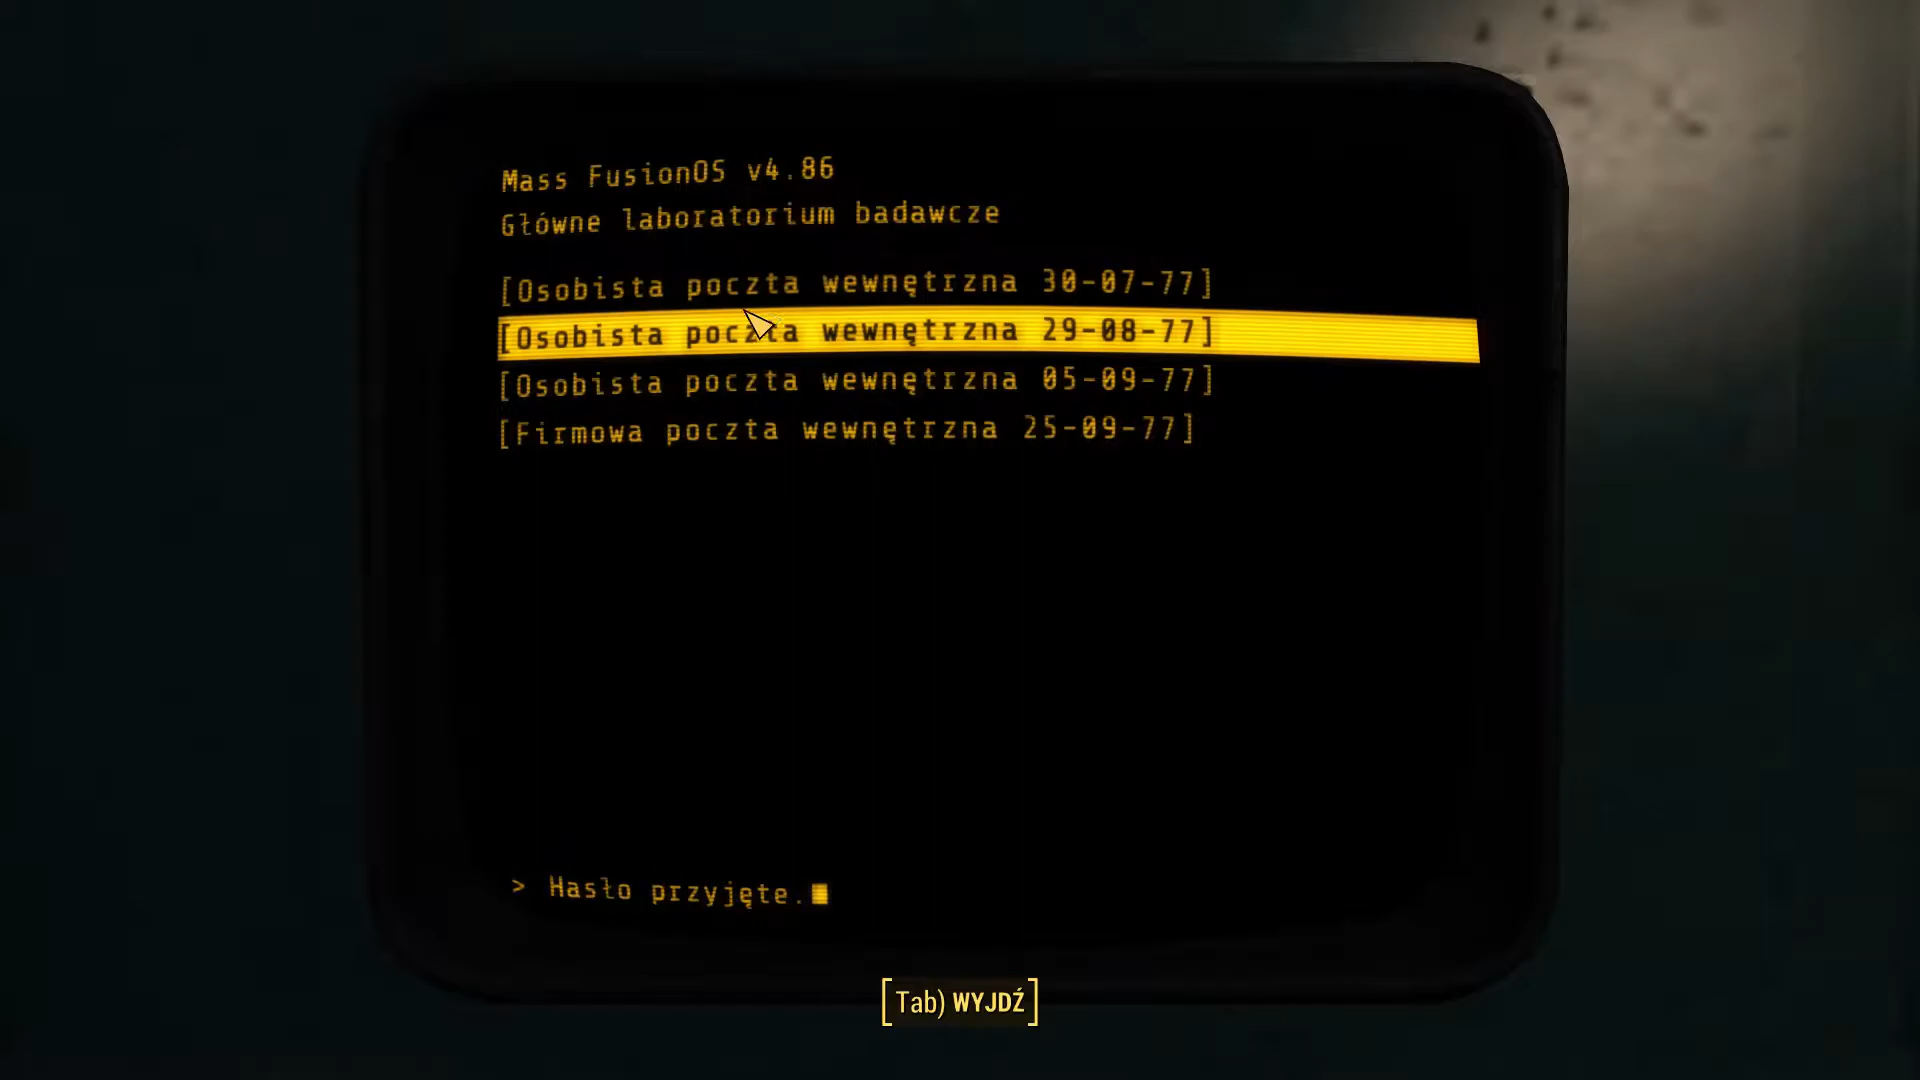 Mass FusionOS v4.86
Główne laboratorium badawcze
[Osobista poczta wewnętrzna 30-07-77]
[Osobista poczta wewnętrzna 29-08-77]
[Osobista poczta wewnętrzna 05-09-77]
[Firmowa poczta wewnętrzna 25-09-77]
> Hasło przyjęte.
[Tab) WYJDŹ]